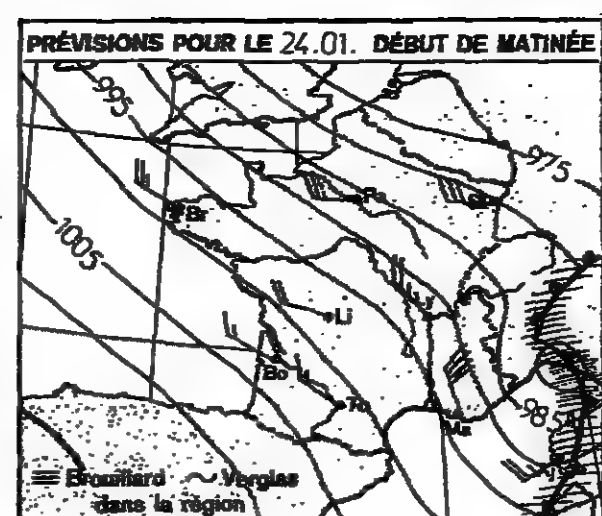 PRÉVISIONS POUR LE 24.01. DÉBUT DE MATINÉE
995
975
Br
1005
Li
Bo
To
985
Ma
Brouillard Verglas
dans la région